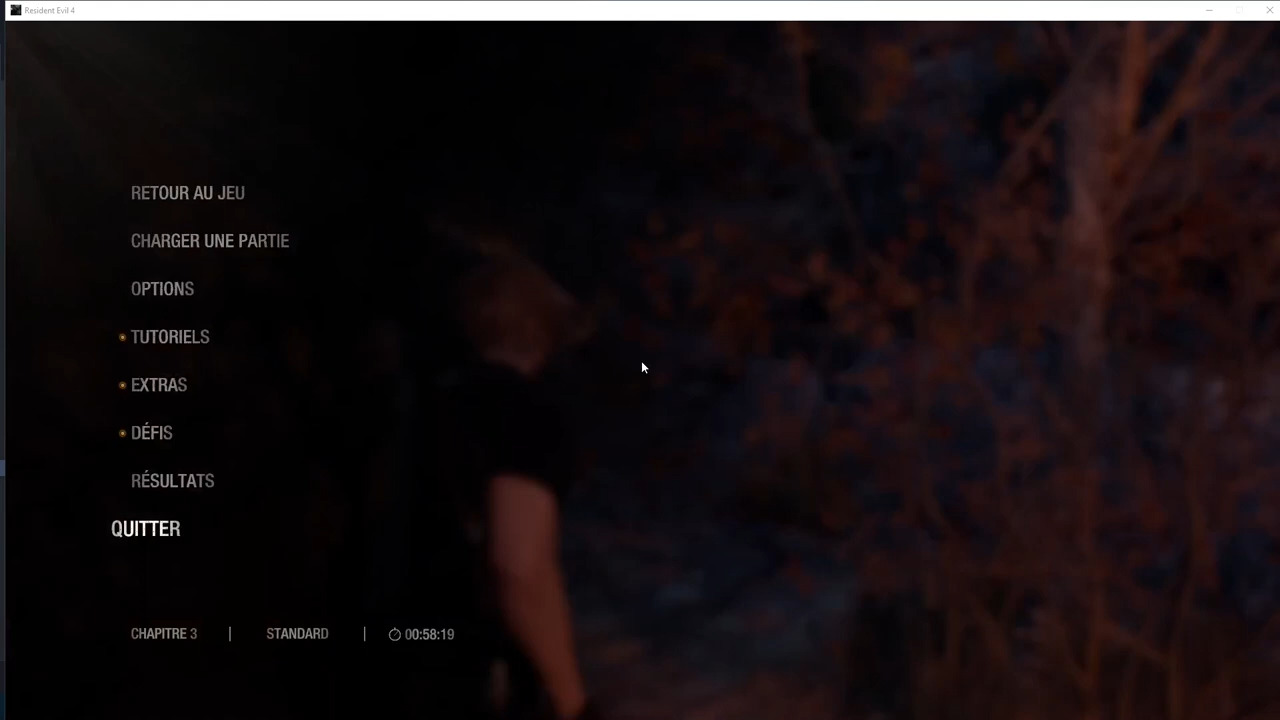 Resident Evil 4
RETOUR AU JEU
CHARGER UNE PARTIE
OPTIONS
TUTORIELS
EXTRAS
DÉFIS
RÉSULTATS
QUITTER
CHAPITRE 3 | STANDARD | 00:58:19